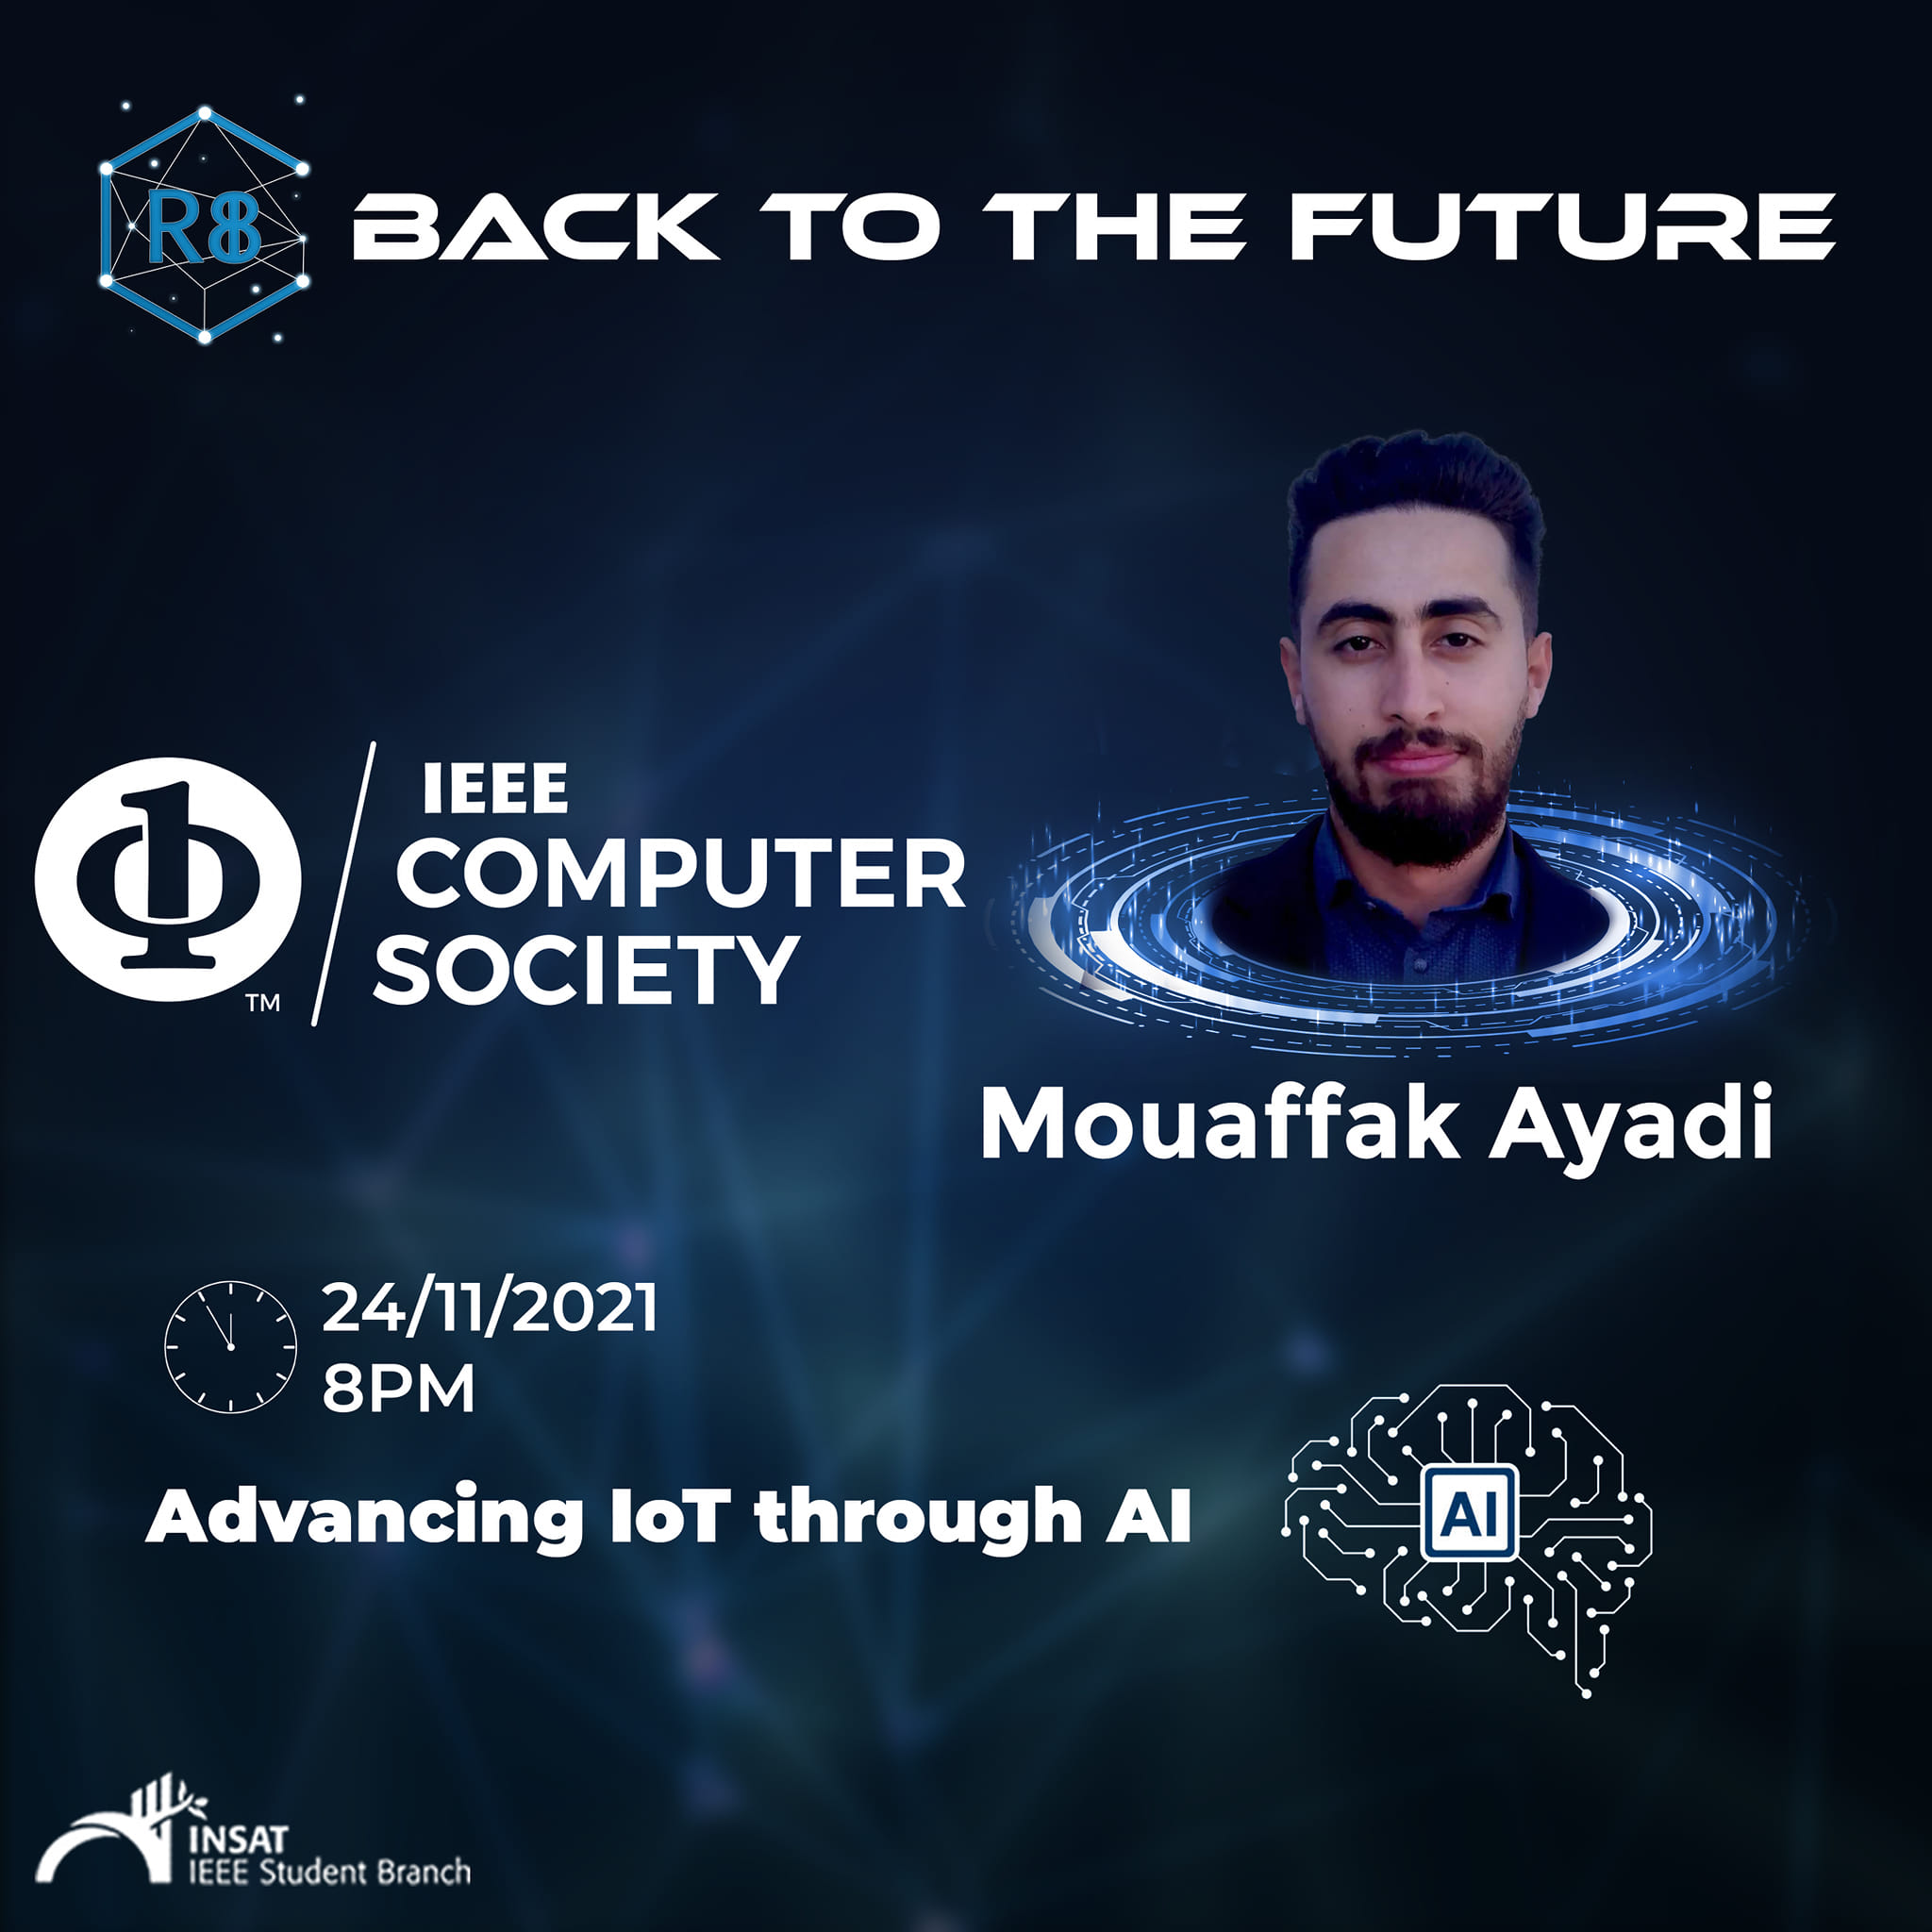 R8
BACK TO THE FUTURE
IEEE
COMPUTER
SOCIETY
TM
Mouaffak Ayadi
24/11/2021
8PM
Advancing IoT through AI
AI
INSAT
IEEE Student Branch